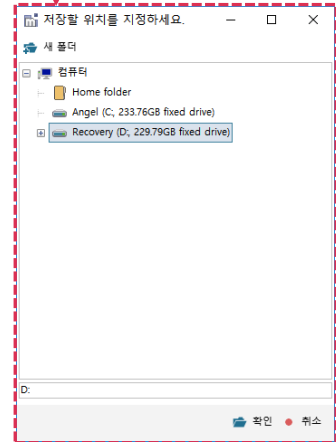 저장할 위치를 지정하세요.
새 폴더
컴퓨터
Home folder
Angel (C:, 233.76GB fixed drive)
Recovery (D:, 229.79GB fixed drive)
D:
확인 취소